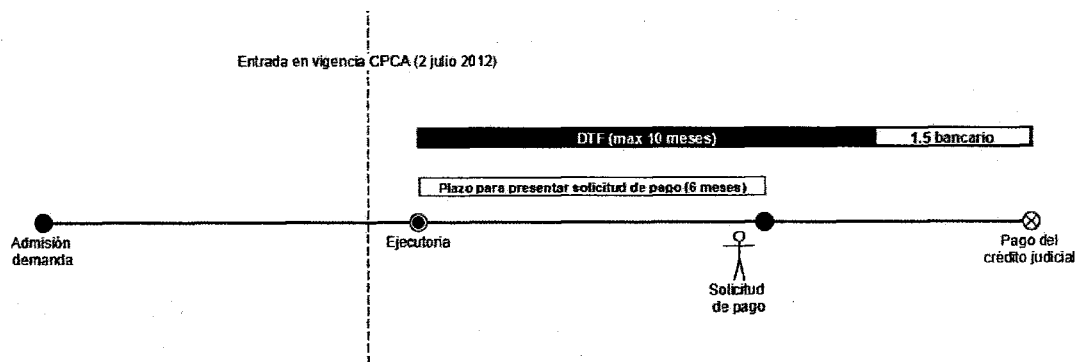 Entrada en vigencia CPCA (2 julio 2012)
DTF (max 10 meses)
1.5 bancario
Plazo para presentar solicitud de pago (6 meses)
Admisión
demanda
Ejecutoria
Solicitud
de pago
Pago del
crédito judicial